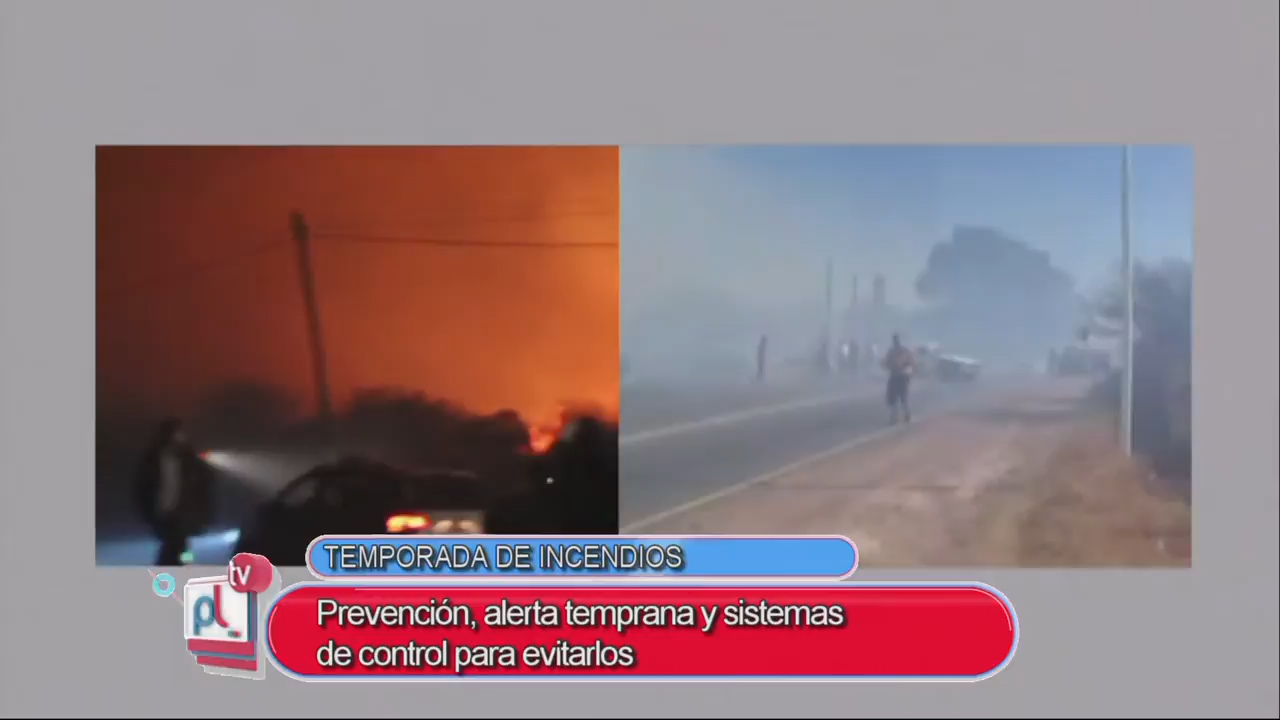 TEMPORADA DE INCENDIOS
tv
pl
Prevención, alerta temprana y sistemas
de control para evitarlos